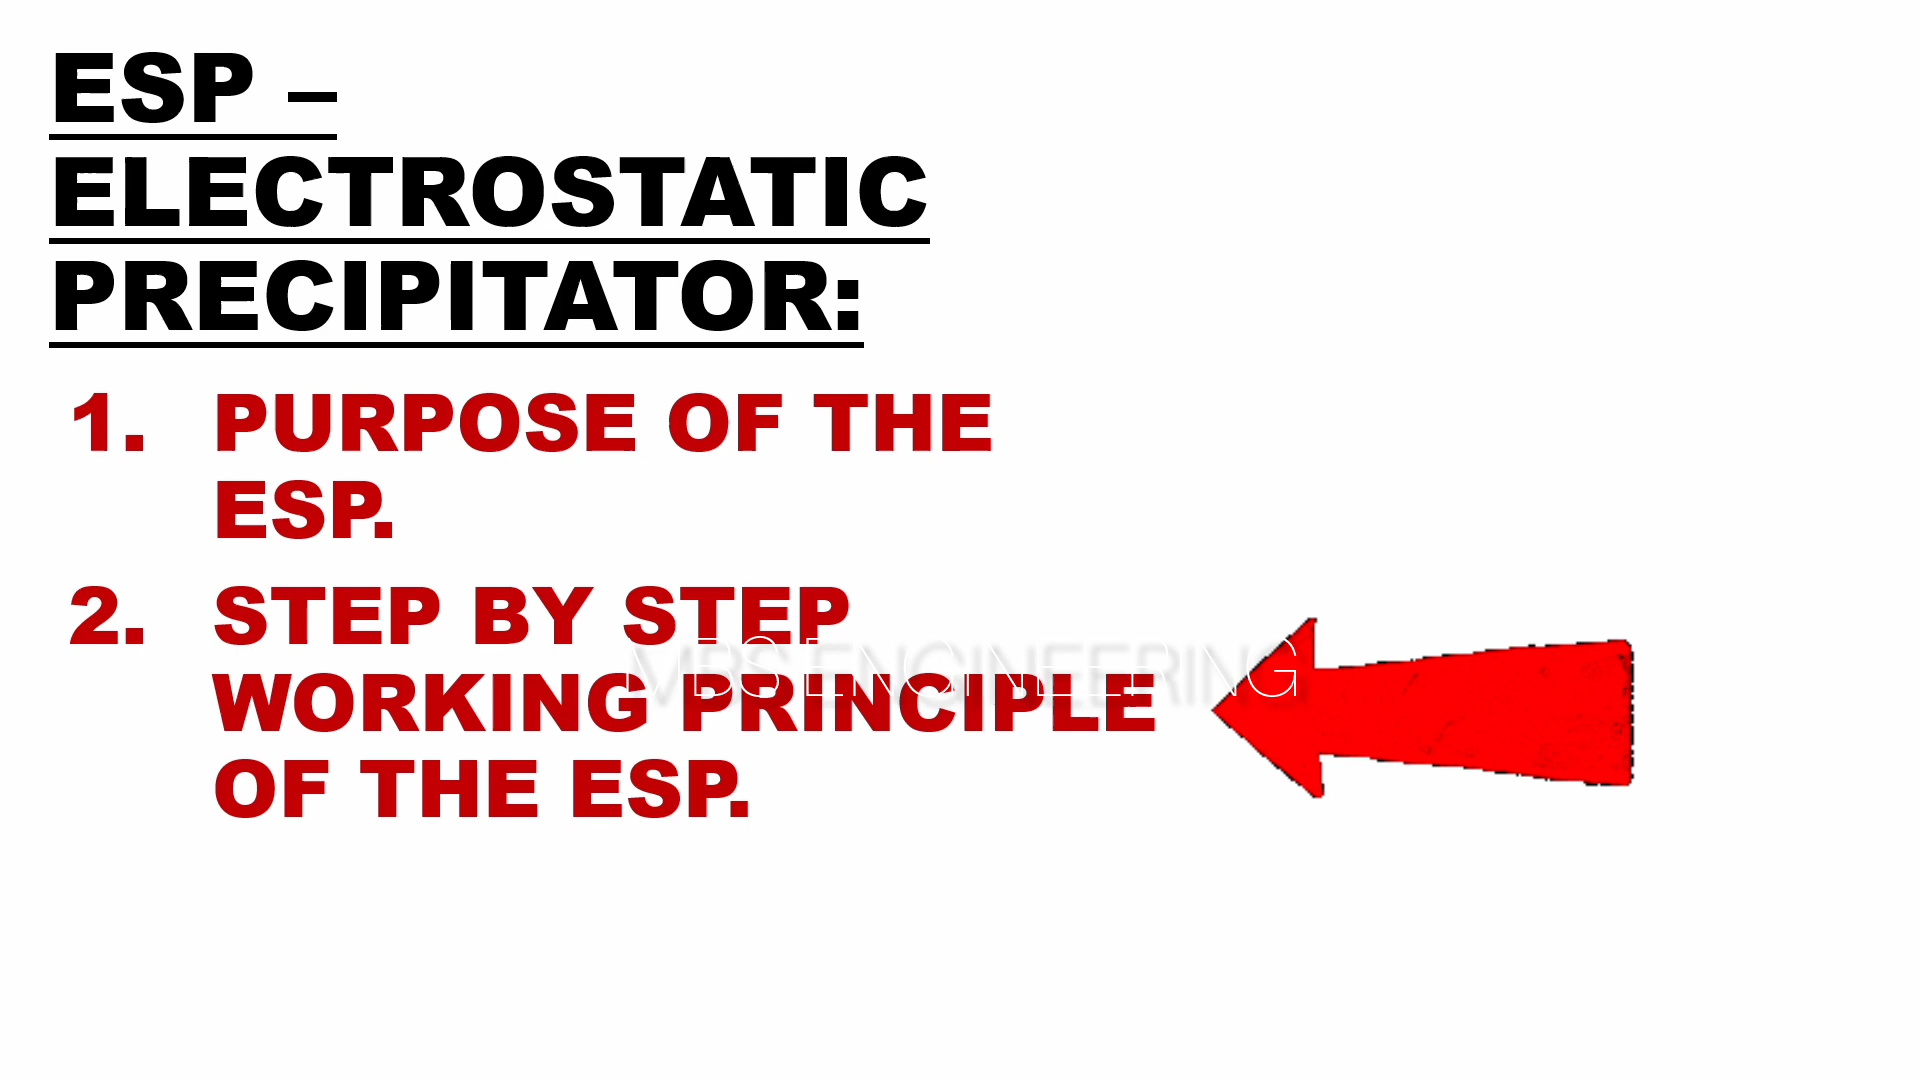 ESP –
ELECTROSTATIC
PRECIPITATOR:
1. PURPOSE OF THE
ESP.
2. STEP BY STEP
MBS ENGINEERING
WORKING PRINCIPLE
OF THE ESP.